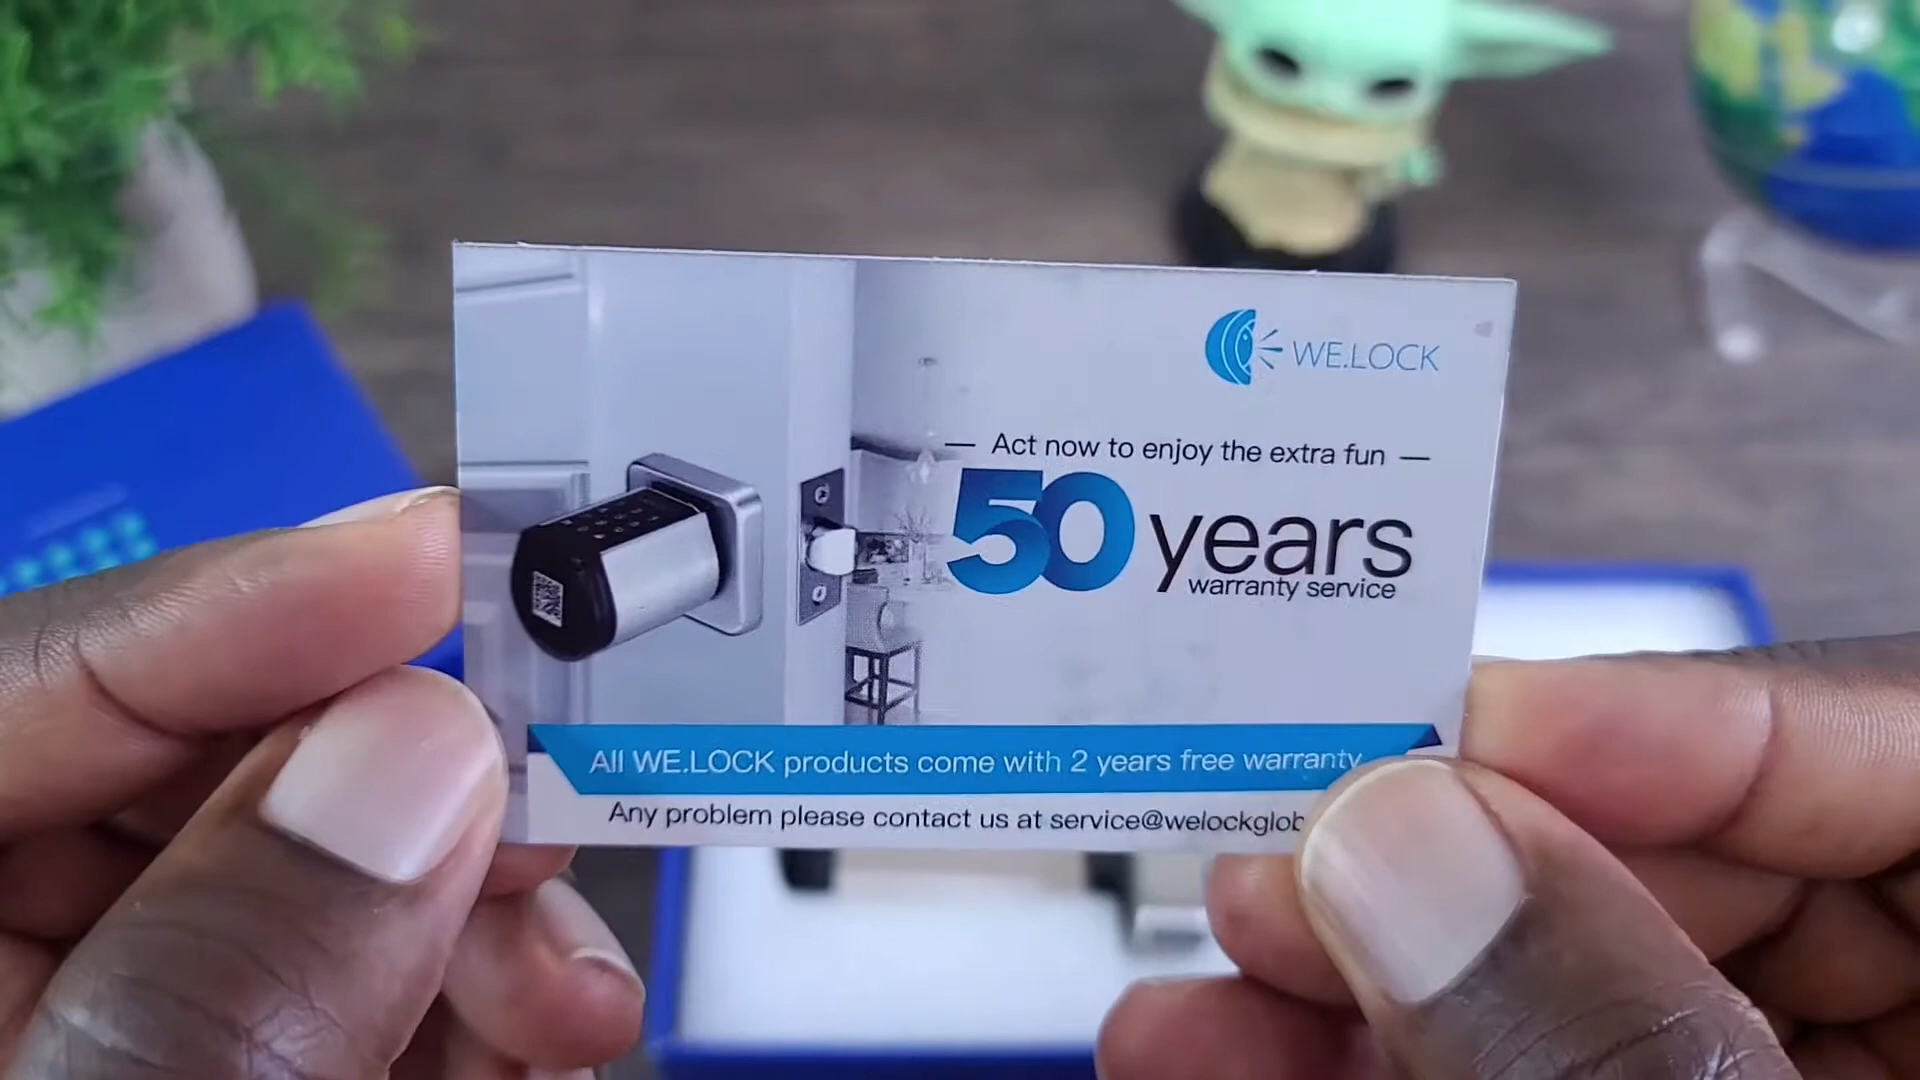 WE.LOCK
— Act now to enjoy the extra fun —
50 years
warranty service
All WE.LOCK products come with 2 years free warranty
Any problem please contact us at service@welockglob